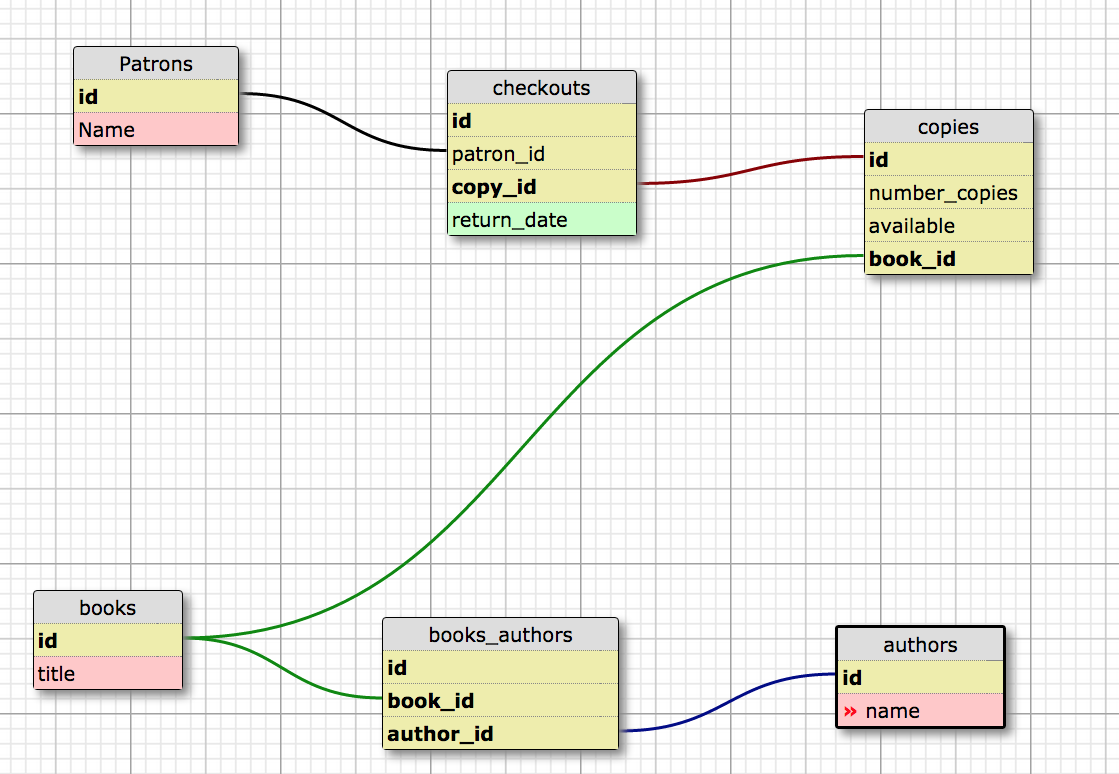 Patrons
id
Name
checkouts
id
patron_id
copy_id
return_date
copies
id
number_copies
available
book_id
books
id
title
books_authors
id
book_id
author_id
authors
id
» name